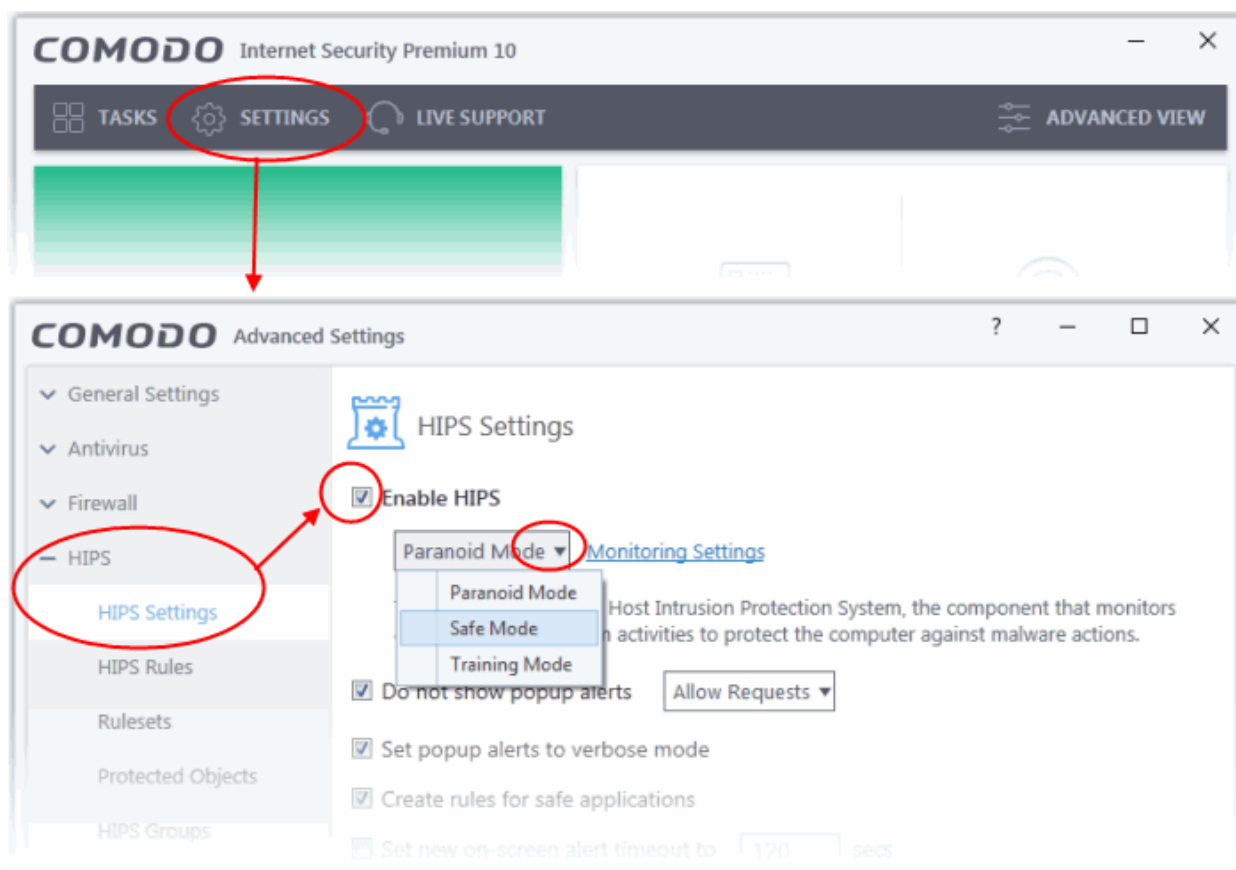 COMODO Internet Security Premium 10
TASKS SETTINGS LIVE SUPPORT ADVANCED VIEW
COMODO Advanced Settings ?
General Settings
Antivirus
Firewall
HIPS
HIPS Settings
HIPS Rules
Rulesets
Protected Objects
HIPS Groups
HIPS Settings
Enable HIPS
Paranoid Mode Monitoring Settings
Paranoid Mode
Safe Mode
Training Mode
Host Intrusion Protection System, the component that monitors
activities to protect the computer against malware actions.
Do not show popup alerts Allow Requests
Set popup alerts to verbose mode
Create rules for safe applications
Set new on-screen alert timeout to 120 secs